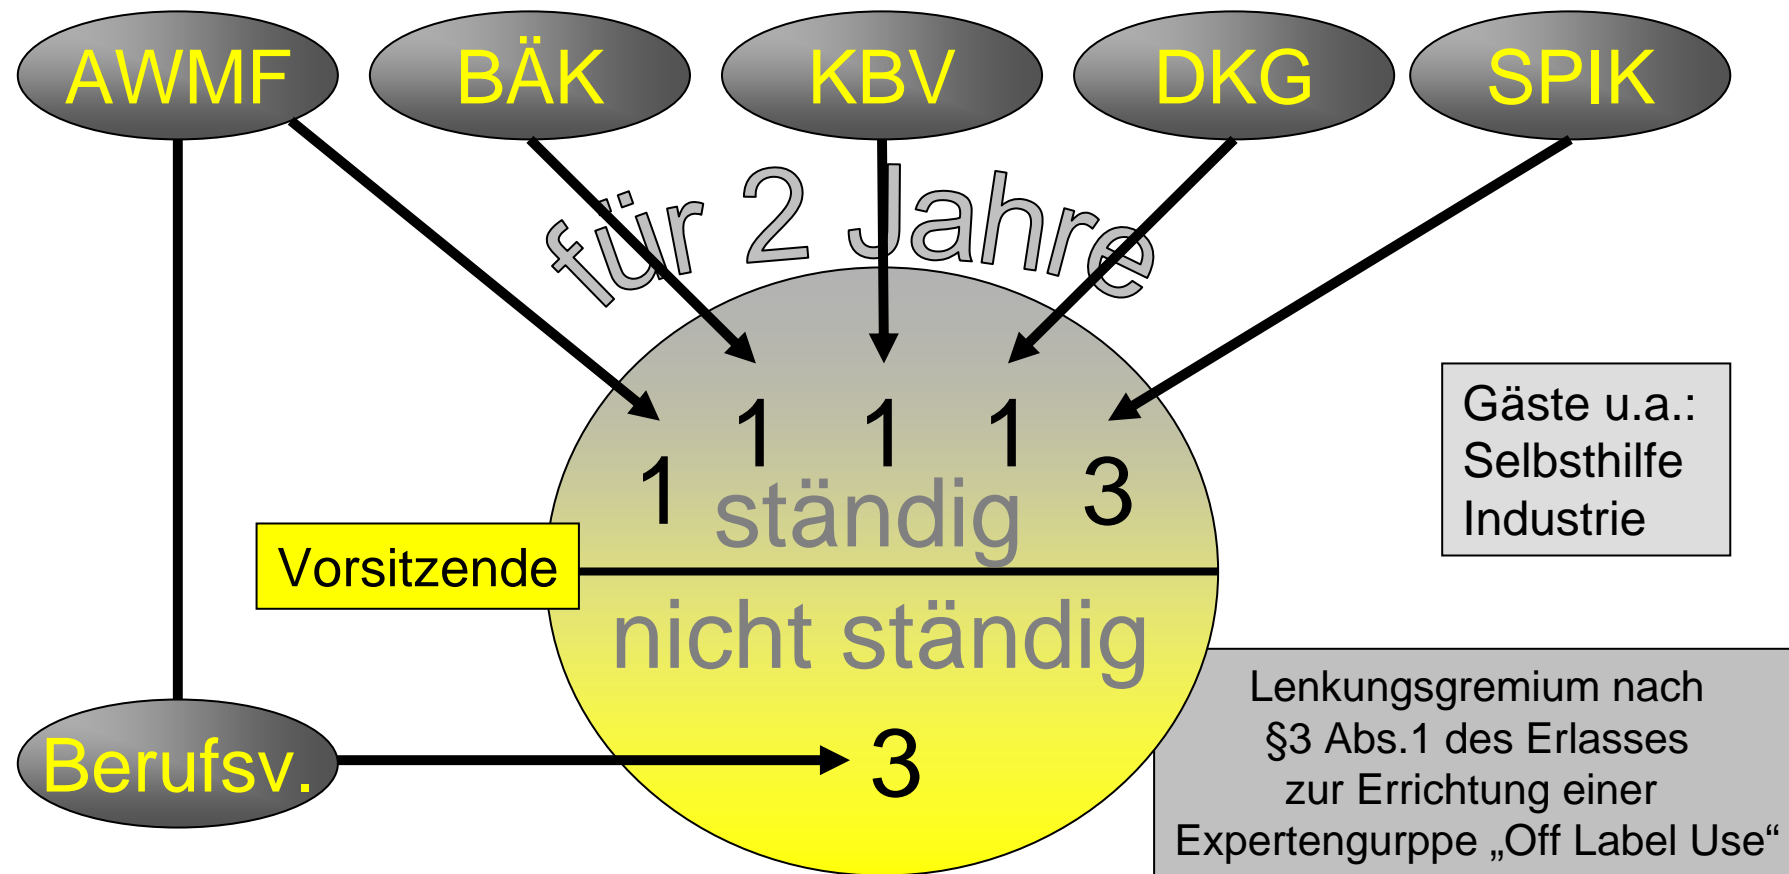 AWMF BÄK KBV DKG SPIK
für 2 Jahre
1 1 1 1 3
ständig
Gäste u.a.:
Selbsthilfe
Industrie
Vorsitzende
nicht ständig
Berufsv.
3
Lenkungsgremium nach
§3 Abs.1 des Erlasses
zur Errichtung einer
Expertengurppe „Off Label Use“